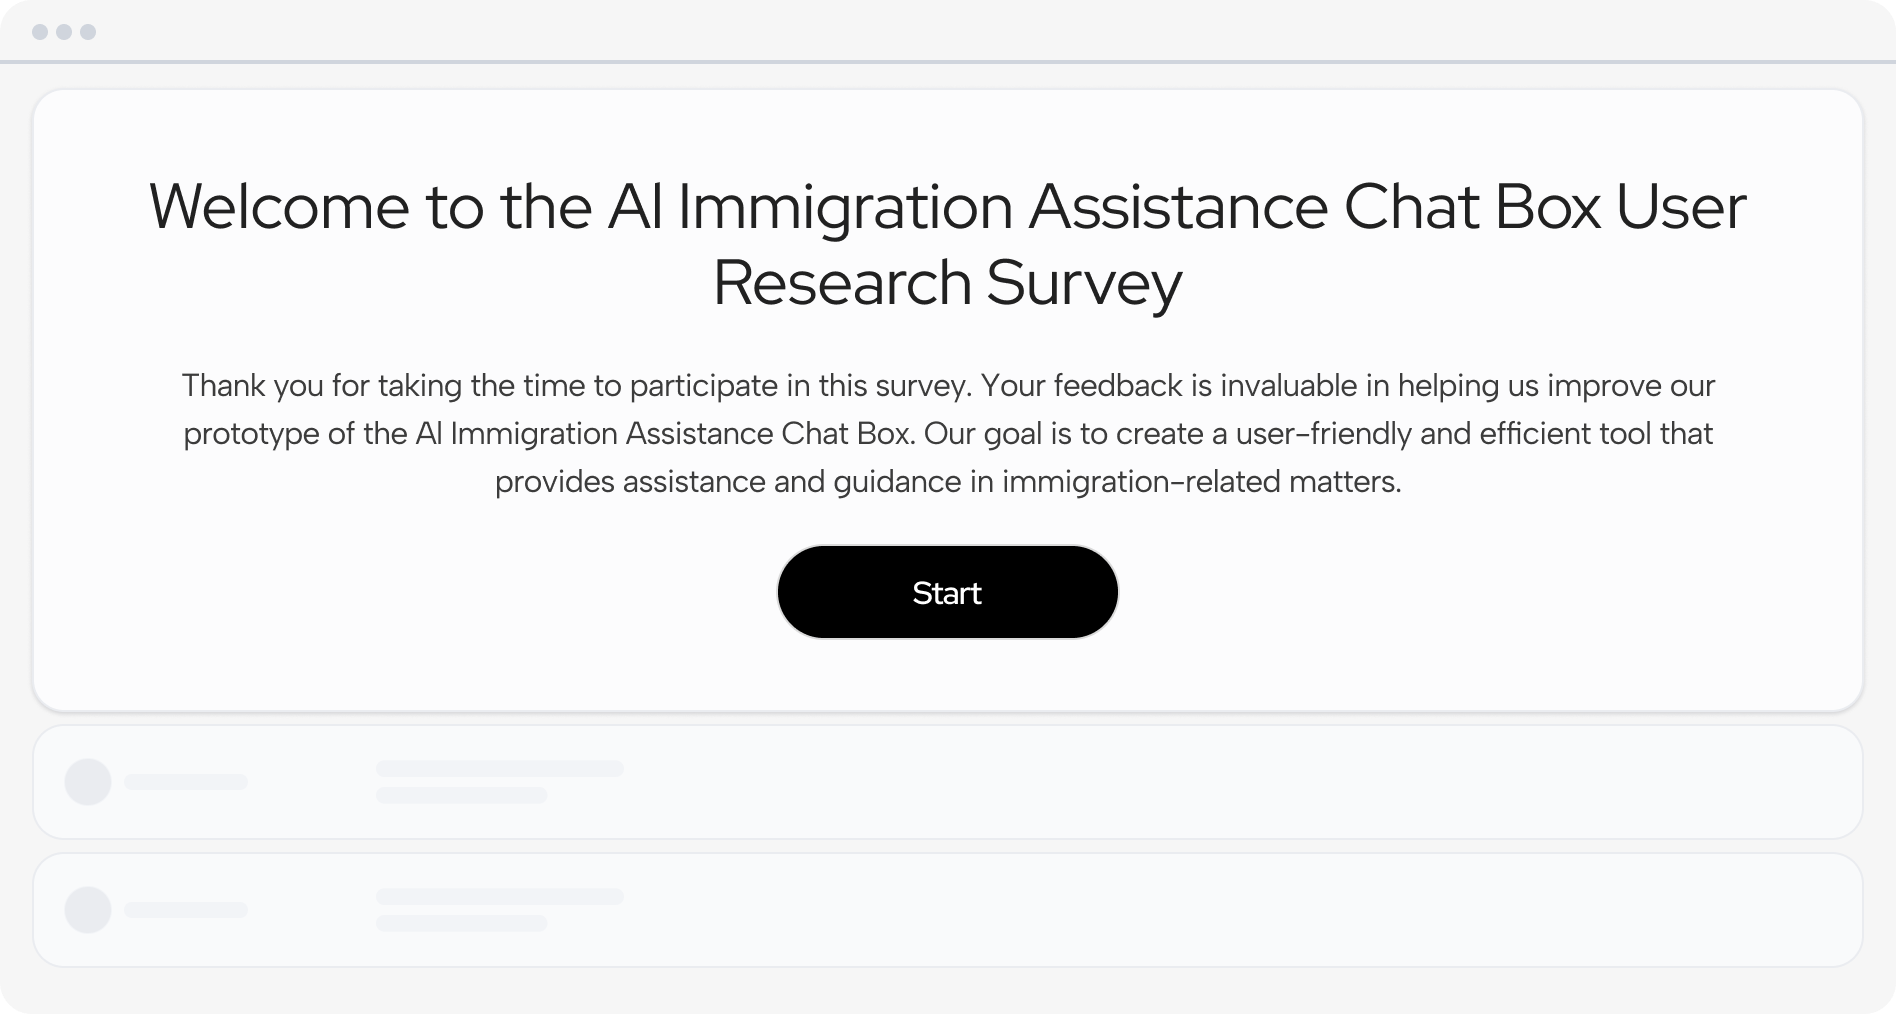 Welcome to the AI Immigration Assistance Chat Box User
Research Survey
Thank you for taking the time to participate in this survey. Your feedback is invaluable in helping us improve our
prototype of the AI Immigration Assistance Chat Box. Our goal is to create a user-friendly and efficient tool that
provides assistance and guidance in immigration-related matters.
Start